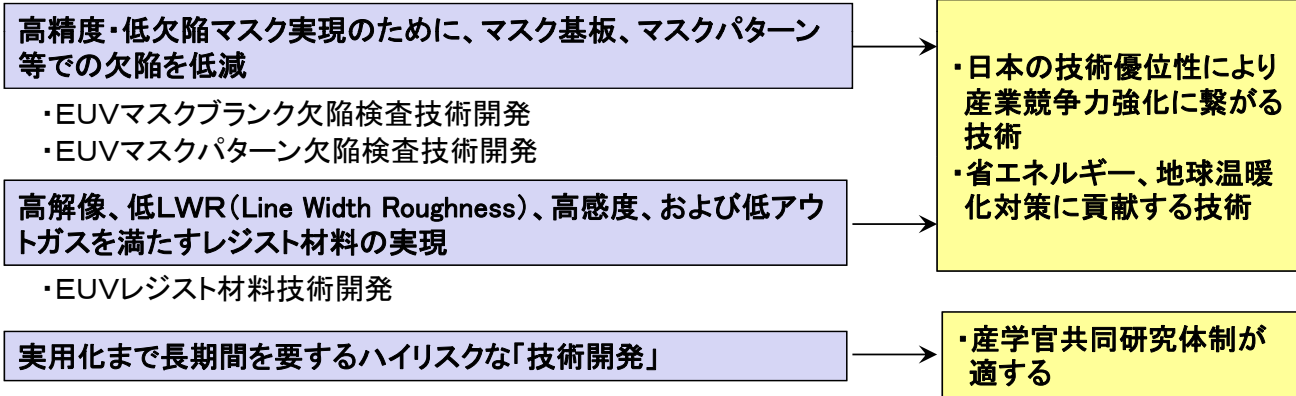 高精度・低欠陥マスク実現のために、マスク基板、マスクパターン
等での欠陥を低減
・EUVマスクブランク欠陥検査技術開発
・EUVマスクパターン欠陥検査技術開発
高解像、低LWR(Line Width Roughness)、高感度、および低アウ
トガスを満たすレジスト材料の実現
・EUVレジスト材料技術開発
実用化まで長期間を要するハイリスクな「技術開発」
・日本の技術優位性により
産業競争力強化に繋がる
技術
・省エネルギー、地球温暖
化対策に貢献する技術
・産学官共同研究体制が
適する